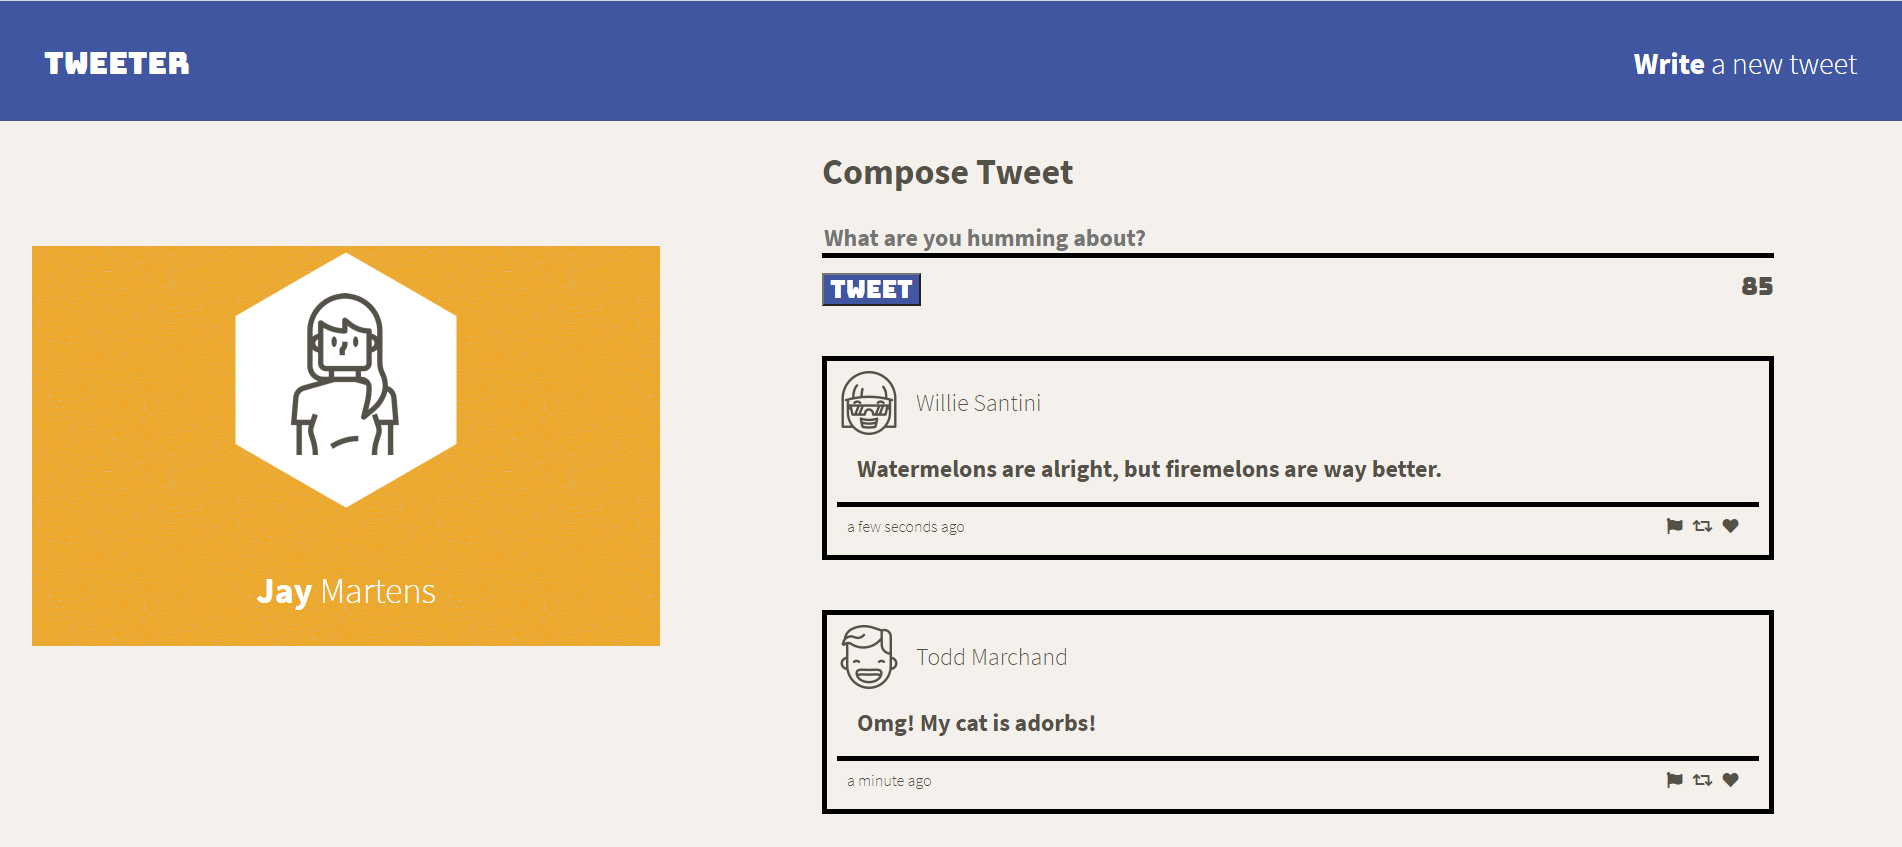 TWEETER
Write a new tweet
Jay Martens
Compose Tweet
What are you humming about?
TWEET
85
Willie Santini
Watermelons are alright, but firemelons are way better.
a few seconds ago
Todd Marchand
Omg! My cat is adorbs!
a minute ago